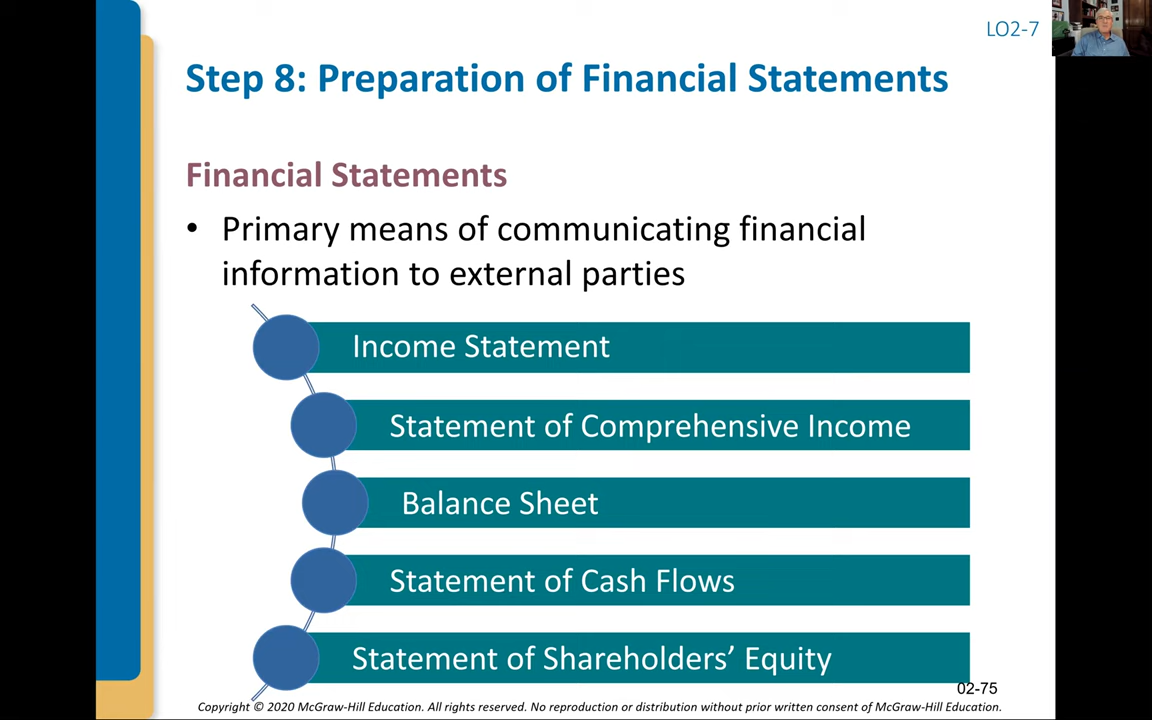 LO2-7
Step 8: Preparation of Financial Statements
Financial Statements
• Primary means of communicating financial
information to external parties
Income Statement
Statement of Comprehensive Income
Balance Sheet
Statement of Cash Flows
Statement of Shareholders’ Equity
02-75
Copyright © 2020 McGraw-Hill Education. All rights reserved. No reproduction or distribution without prior written consent of McGraw-Hill Education.